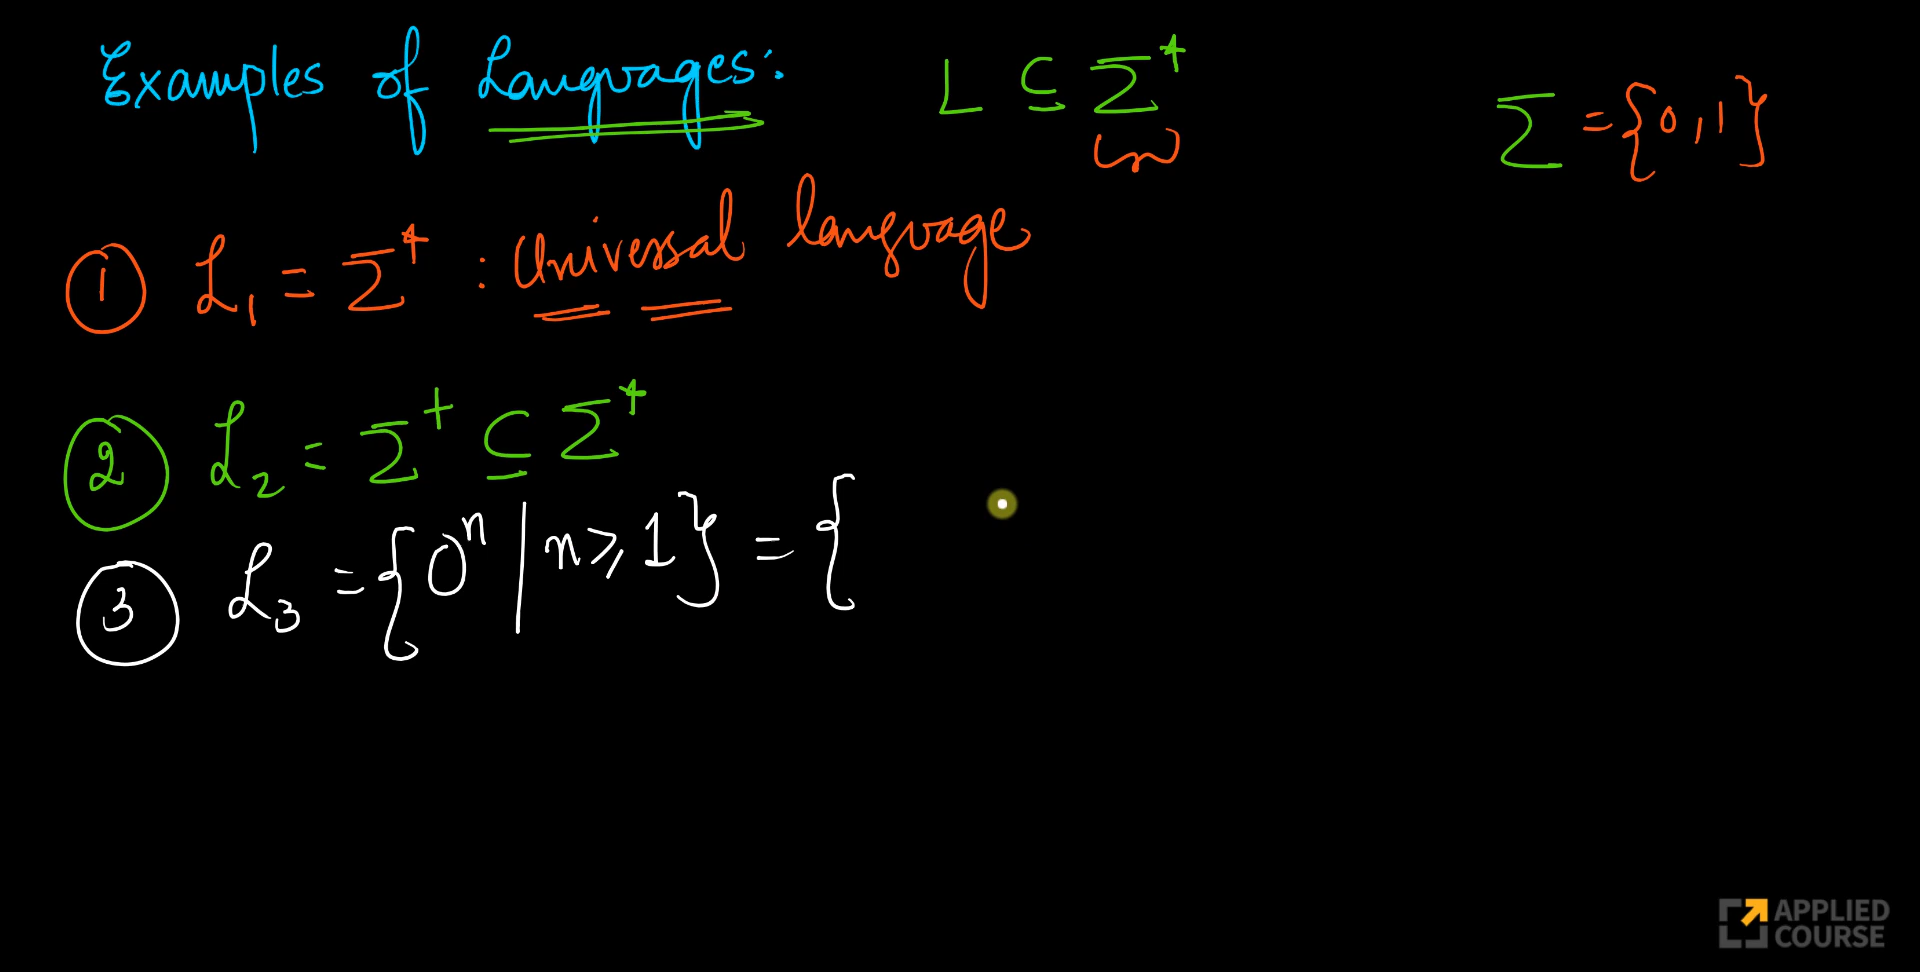 Examples of Languages: L ⊆ Σ* Σ = {0, 1}
① L₁ = Σ* : Universal language
② L₂ = Σ⁺ ⊆ Σ*
③ L₃ = {0ⁿ | n ≥ 1} = {
APPLIED
COURSE